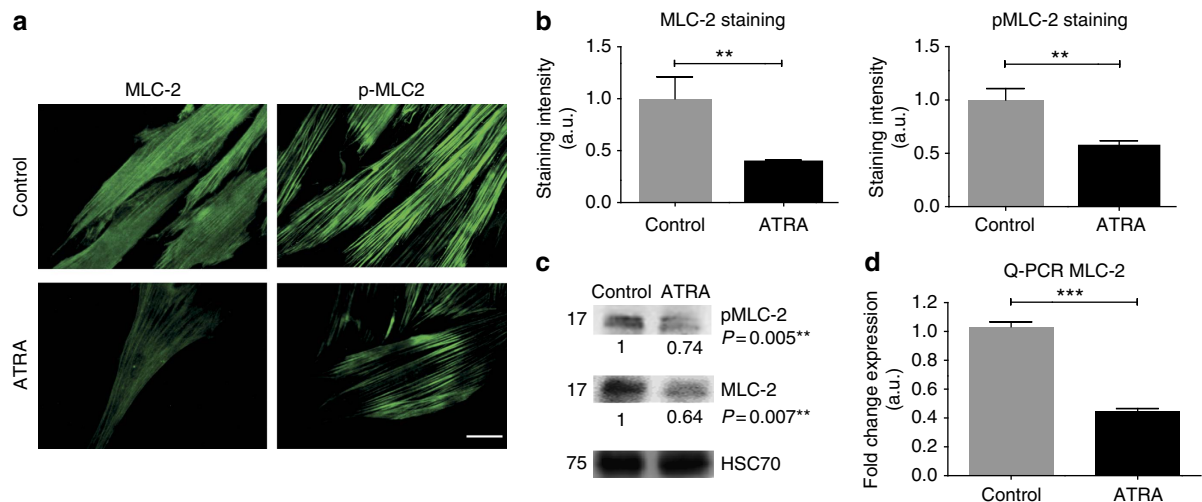 a
MLC-2 p-MLC2
Control
ATRA
b
MLC-2 staining
Staining intensity
(a.u.)
1.5
1.0
0.5
0.0
**
Control ATRA
pMLC-2 staining
Staining intensity
(a.u.)
1.5
1.0
0.5
0.0
**
Control ATRA
c
Control ATRA
17 pMLC-2
1 0.74 P=0.005**
17 MLC-2
1 0.64 P=0.007**
75 HSC70
d
Q-PCR MLC-2
Fold change expression
(a.u.)
1.2
1.0
0.8
0.6
0.4
0.2
0.0
***
Control ATRA